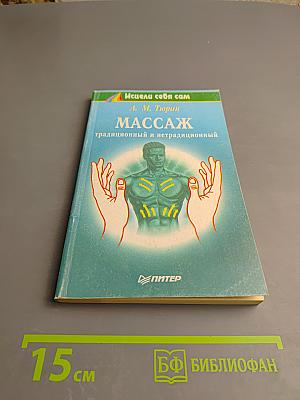 Исцели себя сам
А. М. Тюрин
МАССАЖ
традиционный и нетрадиционный
ПИТЕР
15 см
БФ БИБЛИОФАН